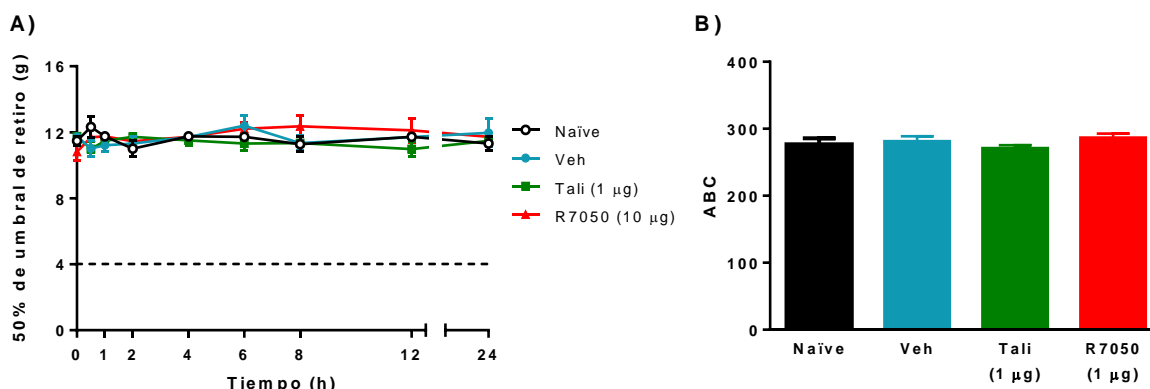 A)
50% de umbral de retiro (g)
16
12
8
4
0
0 1 2 4 6 8 12 24
Tiempo (h)
Naïve
Veh
Tali (1 µg)
R7050 (10 µg)
B)
ABC
400
300
200
100
0
Naïve Veh Tali R7050
(1 µg) (1 µg)